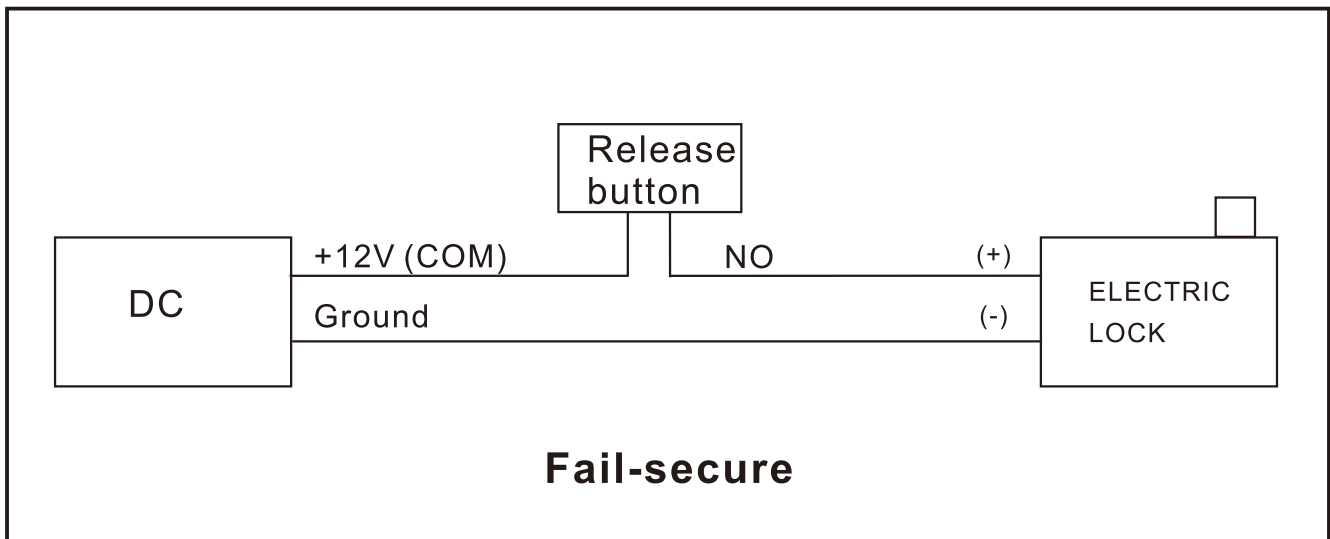 Release
button
+12V (COM)
NO
(+)
DC
Ground
(-)
ELECTRIC
LOCK
Fail-secure